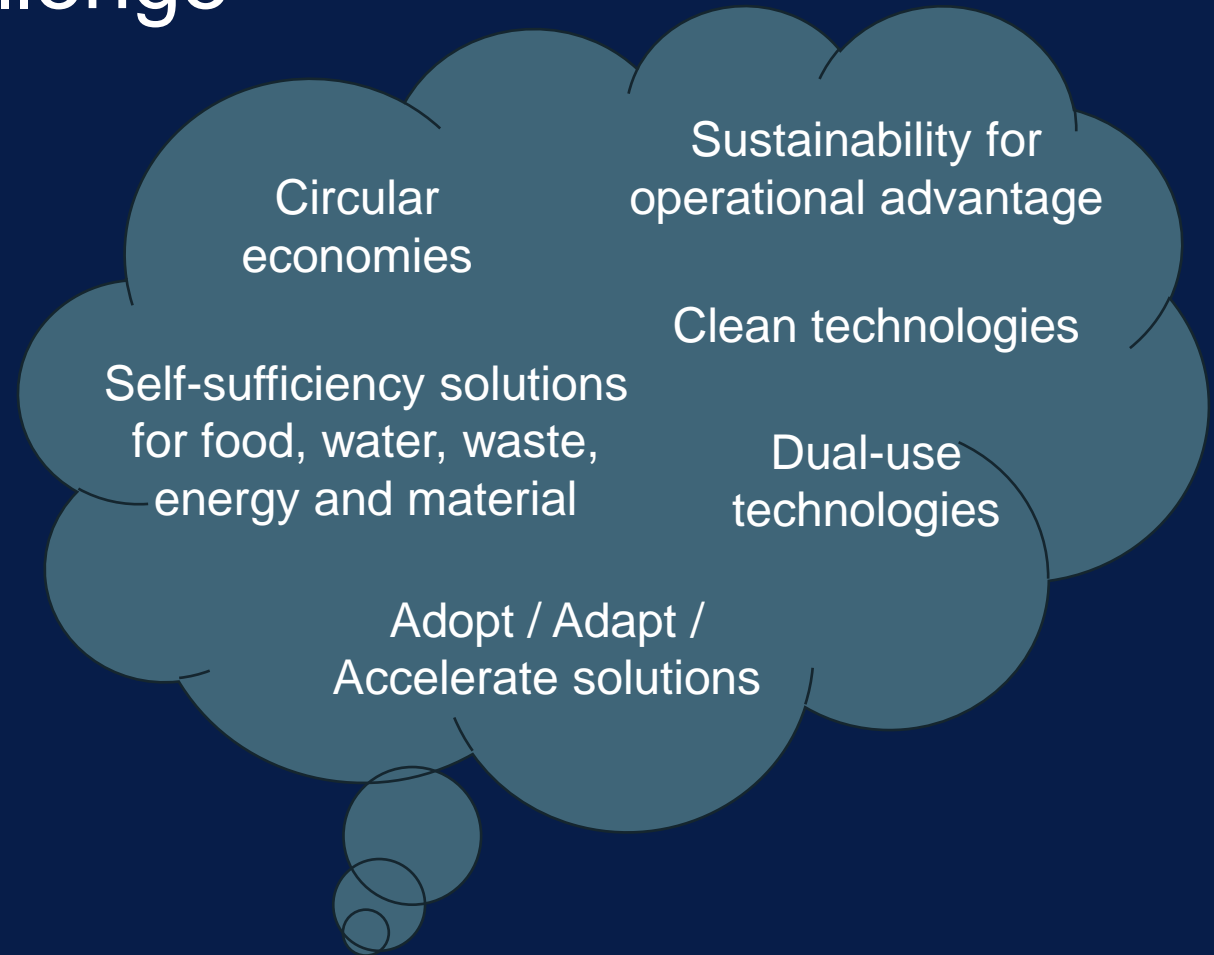 Circular
economies
Sustainability for
operational advantage
Clean technologies
Self-sufficiency solutions
for food, water, waste,
energy and material
Dual-use
technologies
Adopt / Adapt /
Accelerate solutions